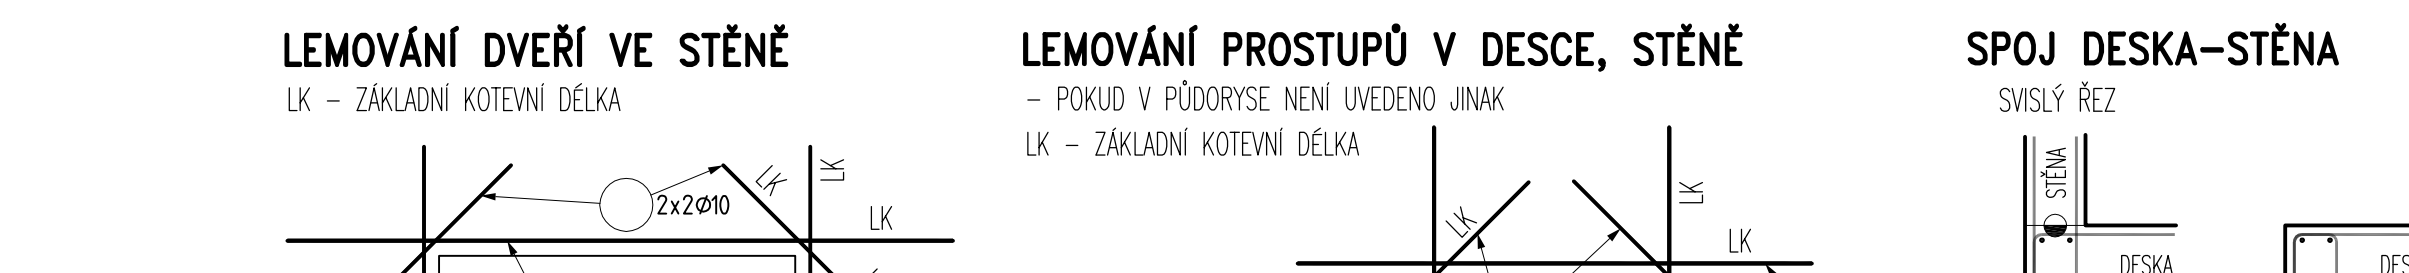 LEMOVÁNÍ DVEŘÍ VE STĚNĚ
LK – ZÁKLADNÍ KOTEVNÍ DÉLKA
LK
LK
2x2Ø10
LK
LEMOVÁNÍ PROSTUPŮ V DESCE, STĚNĚ
– POKUD V PŮDORYSE NENÍ UVEDENO JINAK
LK – ZÁKLADNÍ KOTEVNÍ DÉLKA
LK
LK
LK
SPOJ DESKA–STĚNA
SVISLÝ ŘEZ
STĚNA
DESKA